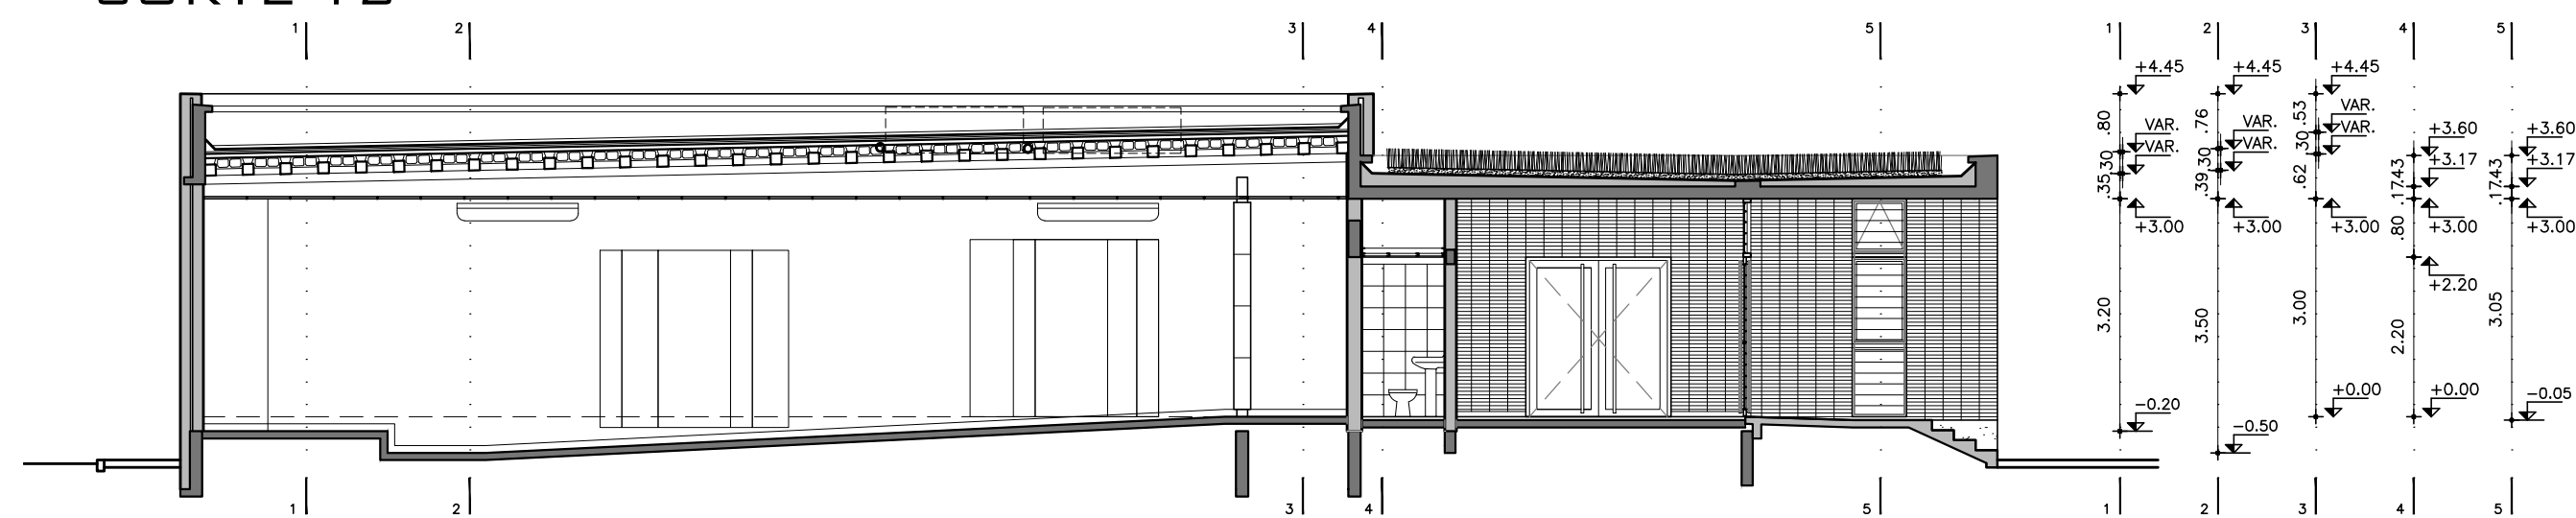 1 2 3 4 5 1 2 3 4 5
+4.45 +4.45 +4.45
.80 .76 .53
VAR. VAR. VAR.
VAR. VAR. VAR.
+3.60 +3.60
+3.17 +3.17
.30 .30 .30 .43 .43
.35 .39 .62 .17 .17
+3.00 +3.00 +3.00 +3.00 +3.00
.80
+2.20
3.20 3.50 3.00 2.20 3.05
-0.20 -0.50 +0.00 +0.00 -0.05
1 2 3 4 5 1 2 3 4 5